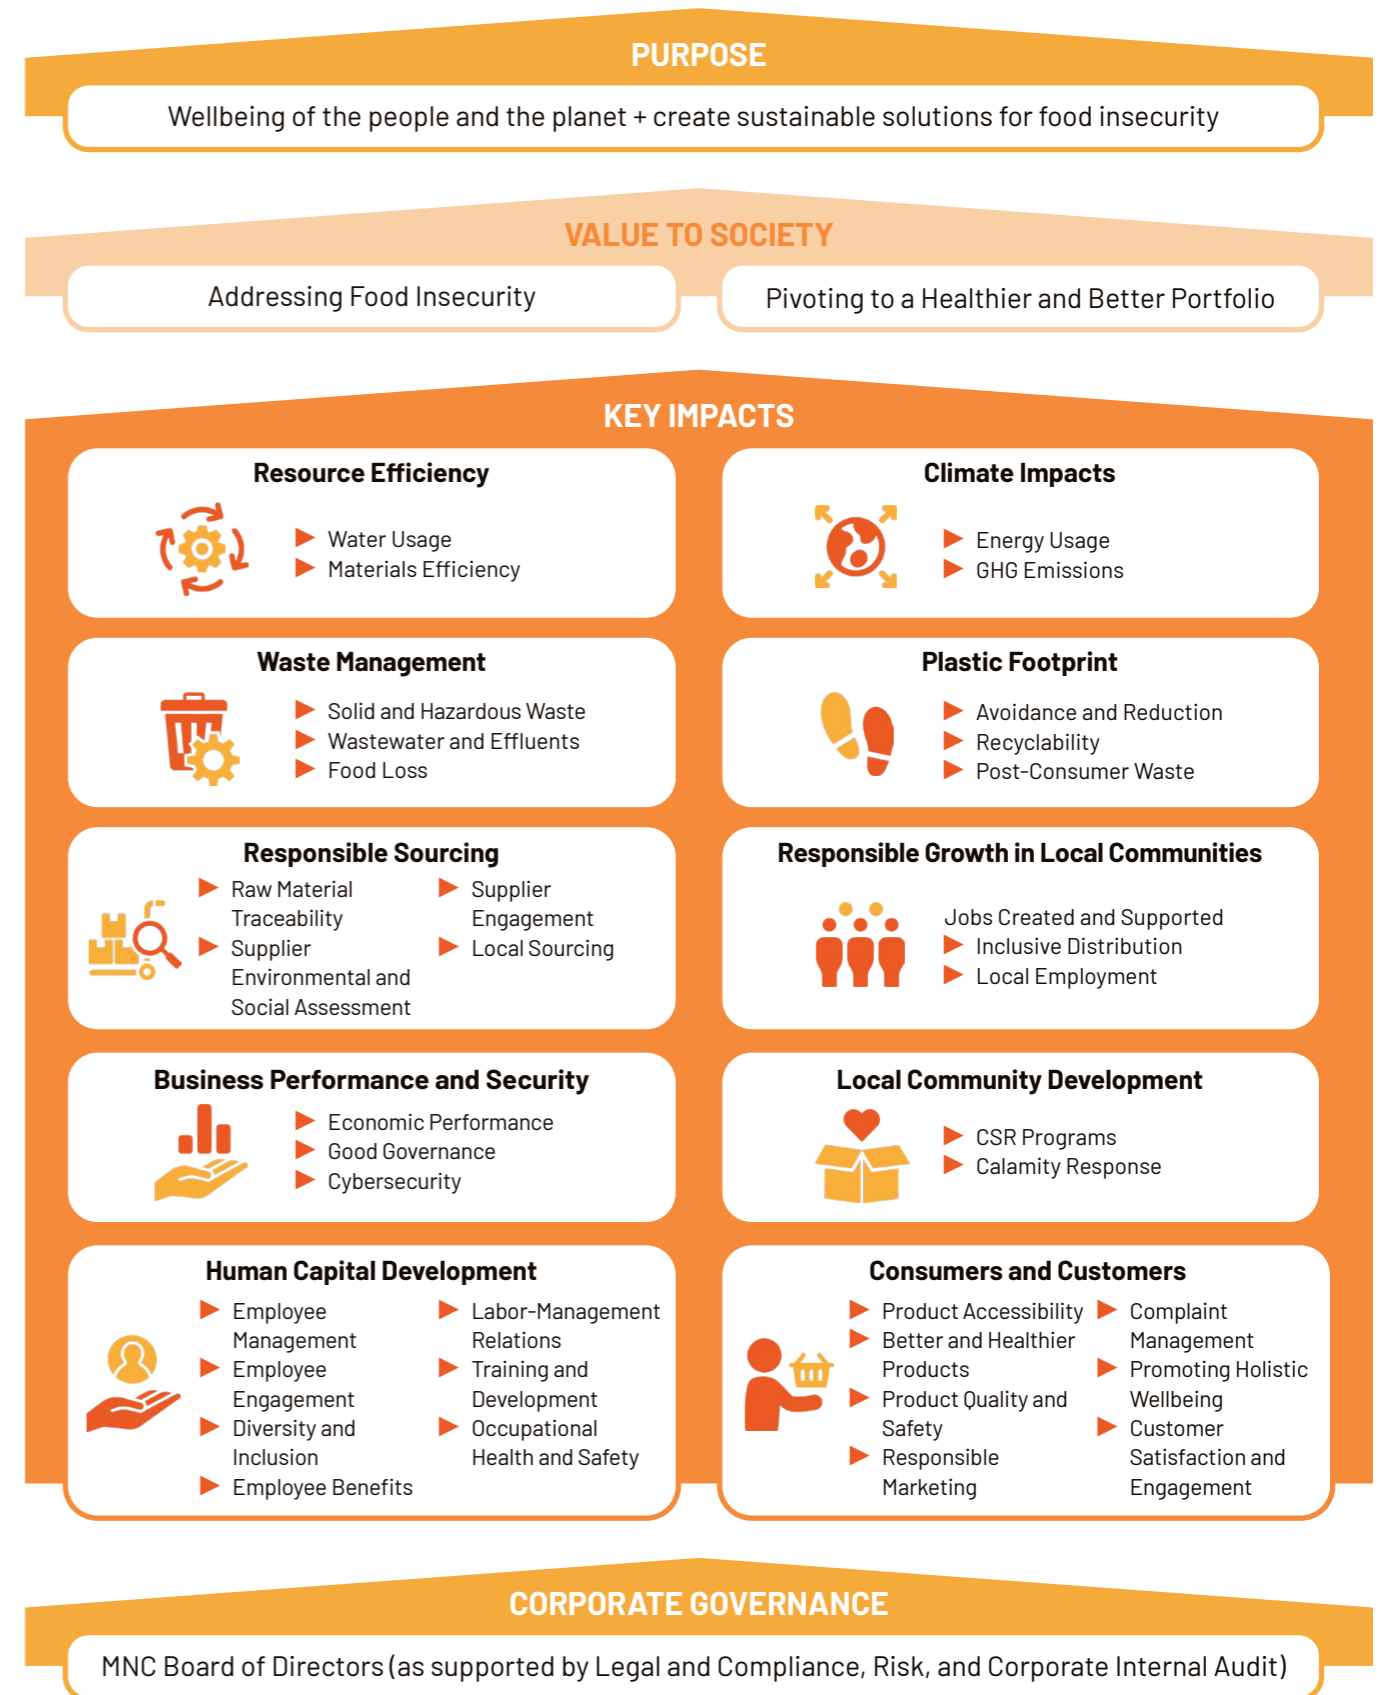 PURPOSE
Wellbeing of the people and the planet + create sustainable solutions for food insecurity
VALUE TO SOCIETY
Addressing Food Insecurity
Pivoting to a Healthier and Better Portfolio
KEY IMPACTS
Resource Efficiency
Water Usage
Materials Efficiency
Climate Impacts
Energy Usage
GHG Emissions
Waste Management
Solid and Hazardous Waste
Wastewater and Effluents
Food Loss
Plastic Footprint
Avoidance and Reduction
Recyclability
Post-Consumer Waste
Responsible Sourcing
Raw Material
Traceability
Supplier
Environmental and
Social Assessment
Supplier
Engagement
Local Sourcing
Responsible Growth in Local Communities
Jobs Created and Supported
Inclusive Distribution
Local Employment
Business Performance and Security
Economic Performance
Good Governance
Cybersecurity
Local Community Development
CSR Programs
Calamity Response
Human Capital Development
Employee
Management
Employee
Engagement
Diversity and
Inclusion
Employee Benefits
Labor-Management
Relations
Training and
Development
Occupational
Health and Safety
Consumers and Customers
Product Accessibility
Better and Healthier
Products
Product Quality and
Safety
Responsible
Marketing
Complaint
Management
Promoting Holistic
Wellbeing
Customer
Satisfaction and
Engagement
CORPORATE GOVERNANCE
MNC Board of Directors (as supported by Legal and Compliance, Risk, and Corporate Internal Audit)